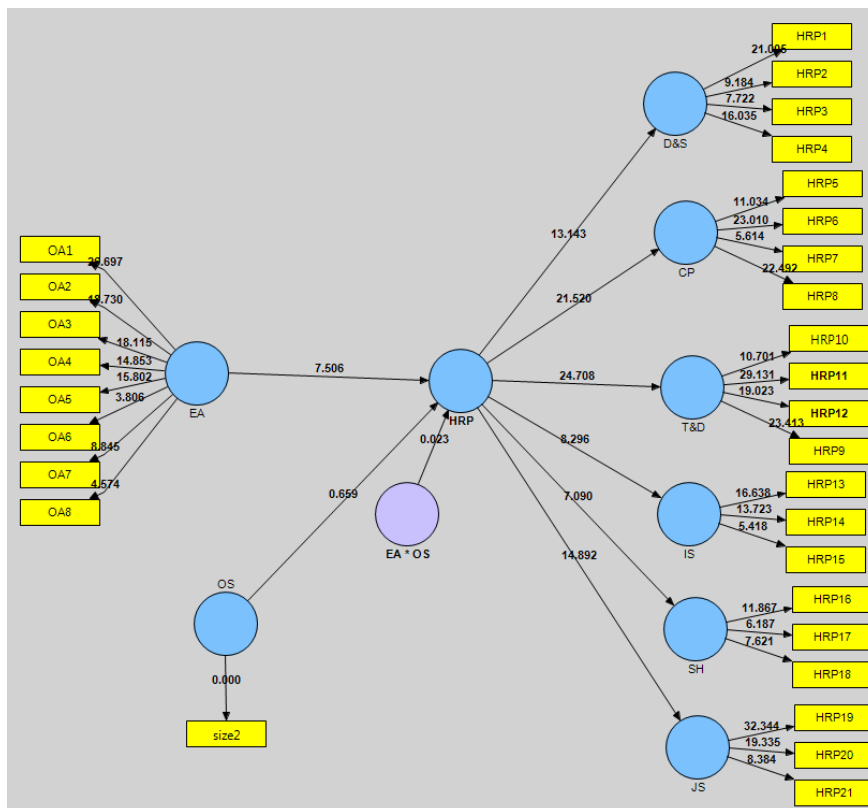 HRP1
21.095
HRP2
9.184
HRP3
7.722
HRP4
16.035
D&S
HRP5
11.034
HRP6
23.010
HRP7
5.614
HRP8
22.492
CP
13.143
21.520
OA1
OA2
18.730
OA3
18.115
OA4
14.853
OA5
15.802
OA6
3.806
OA7
8.845
OA8
4.574
EA
7.506
HRP
24.708
HRP10
10.701
HRP11
29.131
HRP12
19.023
HRP9
23.413
T&D
0.023
8.296
0.659
7.090
EA * OS
14.892
HRP13
16.638
HRP14
13.723
HRP15
5.418
IS
OS
0.000
size2
HRP16
11.867
HRP17
6.187
HRP18
7.621
SH
HRP19
32.344
HRP20
19.335
HRP21
8.384
JS